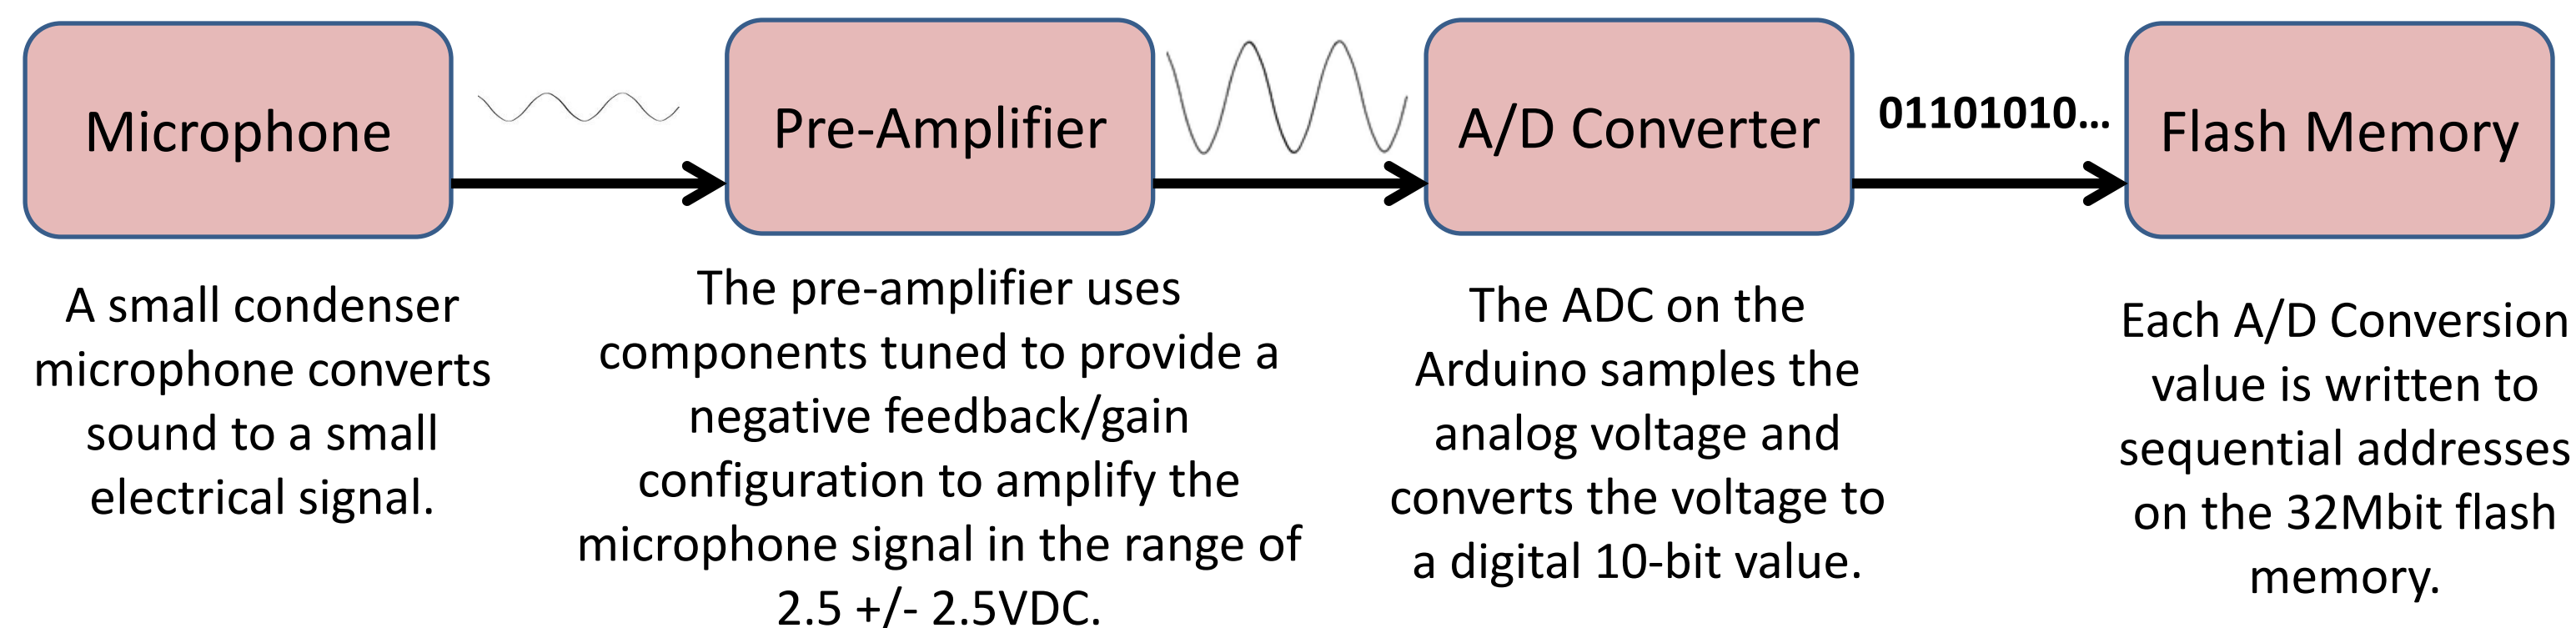 Microphone
Pre-Amplifier
A/D Converter
01101010...
Flash Memory
A small condenser
microphone converts
sound to a small
electrical signal.
The pre-amplifier uses
components tuned to provide a
negative feedback/gain
configuration to amplify the
microphone signal in the range of
2.5 +/- 2.5VDC.
The ADC on the
Arduino samples the
analog voltage and
converts the voltage to
a digital 10-bit value.
Each A/D Conversion
value is written to
sequential addresses
on the 32Mbit flash
memory.